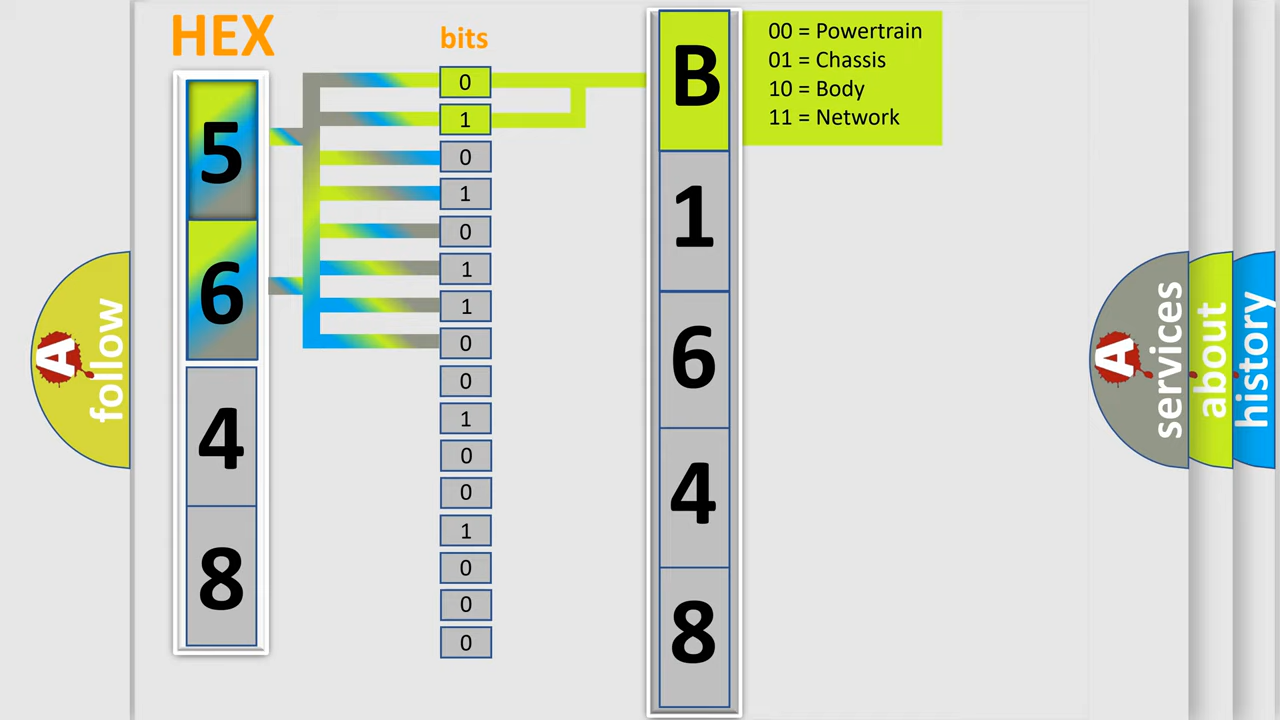 HEX
bits
5
6
4
8
0
1
0
1
0
1
1
0
0
1
0
0
1
0
0
0
B
1
6
4
8
00 = Powertrain
01 = Chassis
10 = Body
11 = Network
A
follow
A
services
about
history